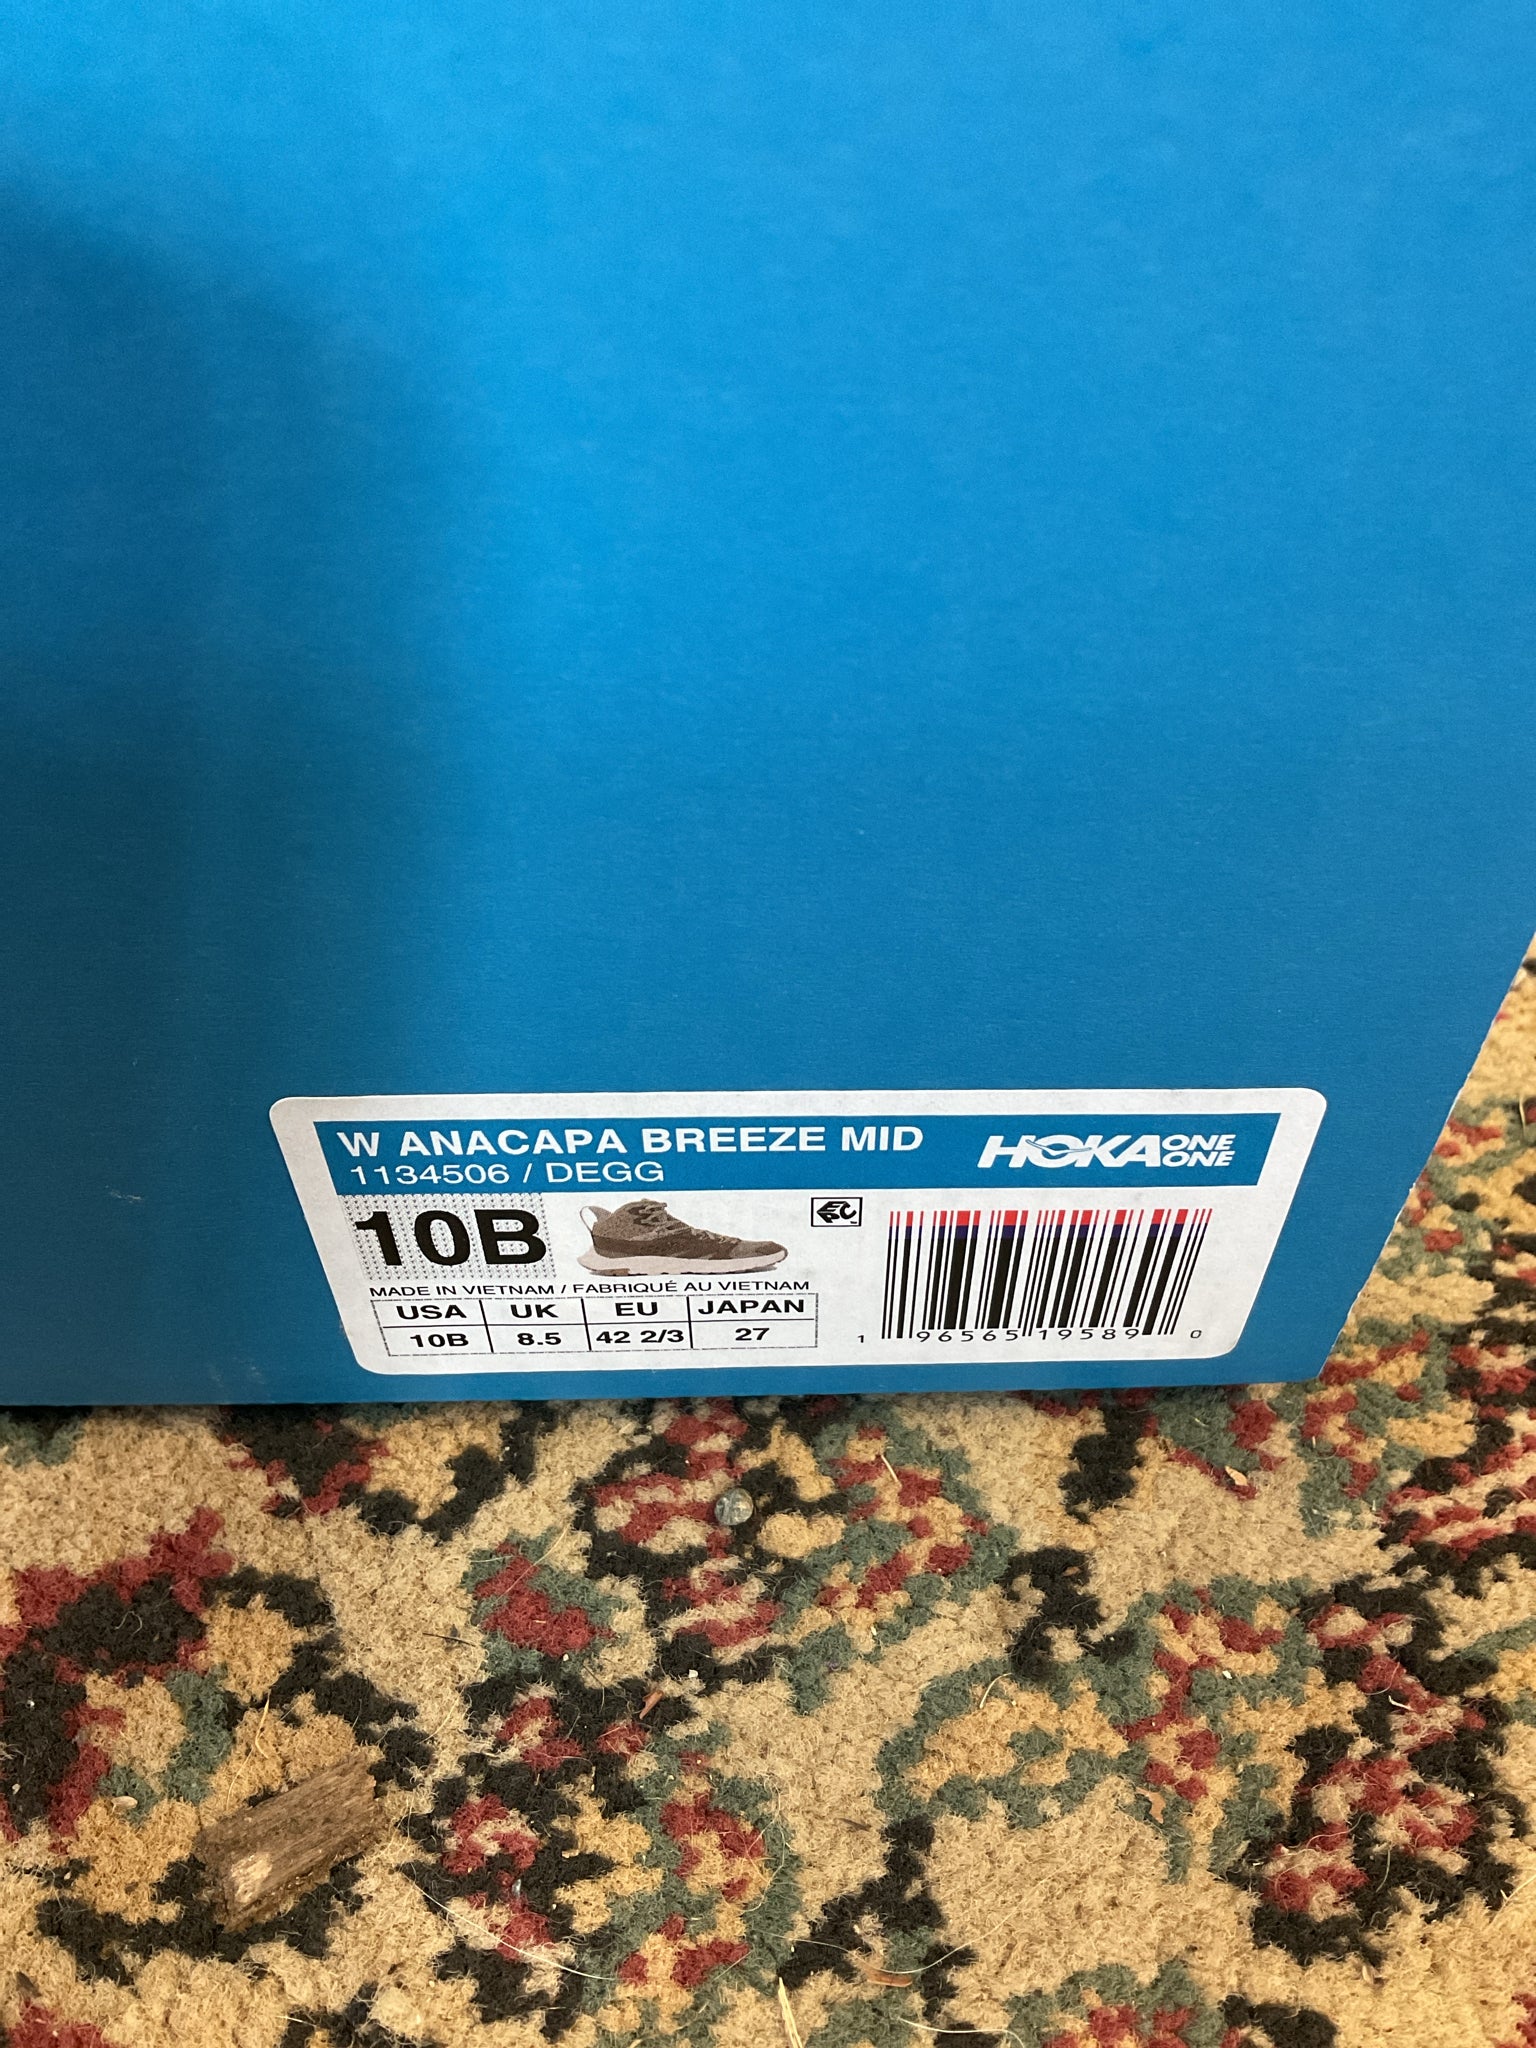 W ANACAPA BREEZE MID
1134506 / DEGG
HOKA ONE ONE
10B
EPC
MADE IN VIETNAM / FABRIQUÉ AU VIETNAM
USA UK EU JAPAN
10B 8.5 42 2/3 27
1 96565 19589 0